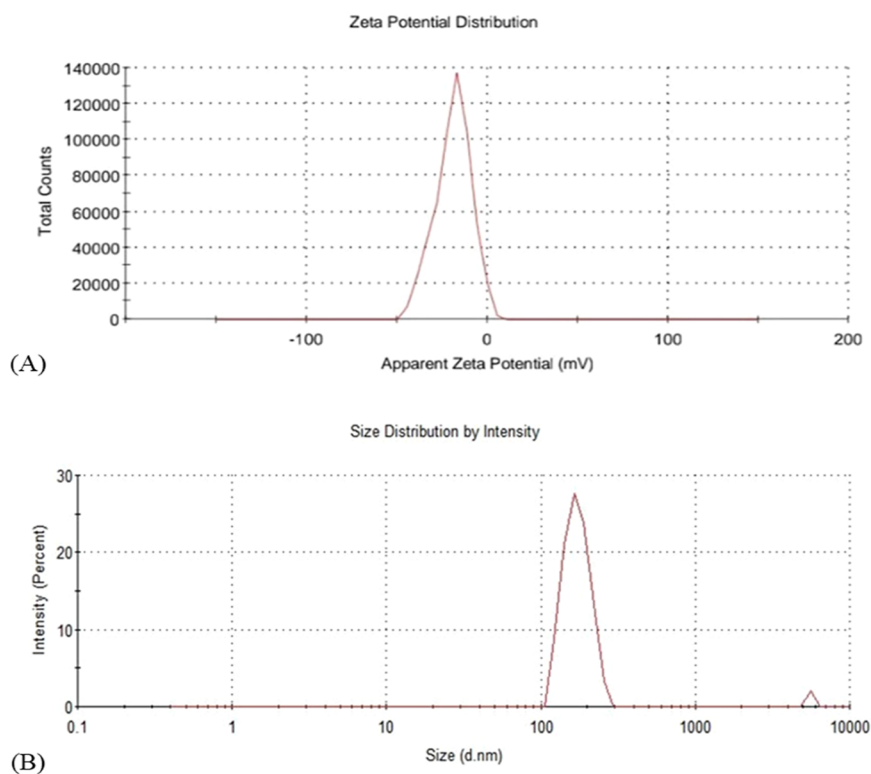 Zeta Potential Distribution
140000
120000
100000
80000
60000
40000
20000
0
Total Counts
-100 0 100 200
Apparent Zeta Potential (mV)
(A)
Size Distribution by Intensity
30
20
10
0
Intensity (Percent)
0.1 1 10 100 1000 10000
Size (d.nm)
(B)